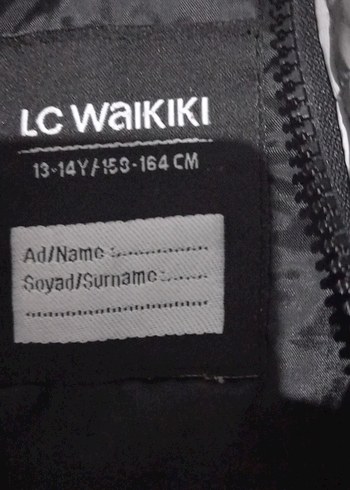 LC WAIKIKI
13-14Y/158-164 CM
Ad/Name :..................
Soyad/Surname :........
................................